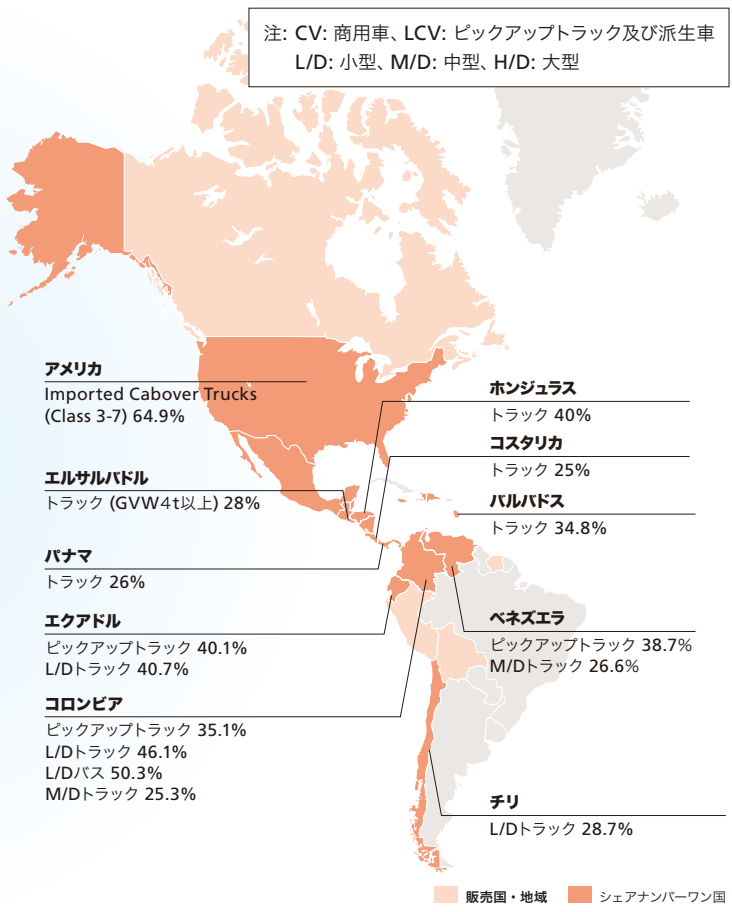 注: CV: 商用車、LCV: ピックアップトラック及び派生車
L/D: 小型、M/D: 中型、H/D: 大型
アメリカ
Imported Cabover Trucks
(Class 3-7) 64.9%
エルサルバドル
トラック (GVW4t以上) 28%
パナマ
トラック 26%
エクアドル
ピックアップトラック 40.1%
L/Dトラック 40.7%
コロンビア
ピックアップトラック 35.1%
L/Dトラック 46.1%
L/Dバス 50.3%
M/Dトラック 25.3%
ホンジュラス
トラック 40%
コスタリカ
トラック 25%
バルバドス
トラック 34.8%
ベネズエラ
ピックアップトラック 38.7%
M/Dトラック 26.6%
チリ
L/Dトラック 28.7%
販売国・地域 シェアナンバーワン国